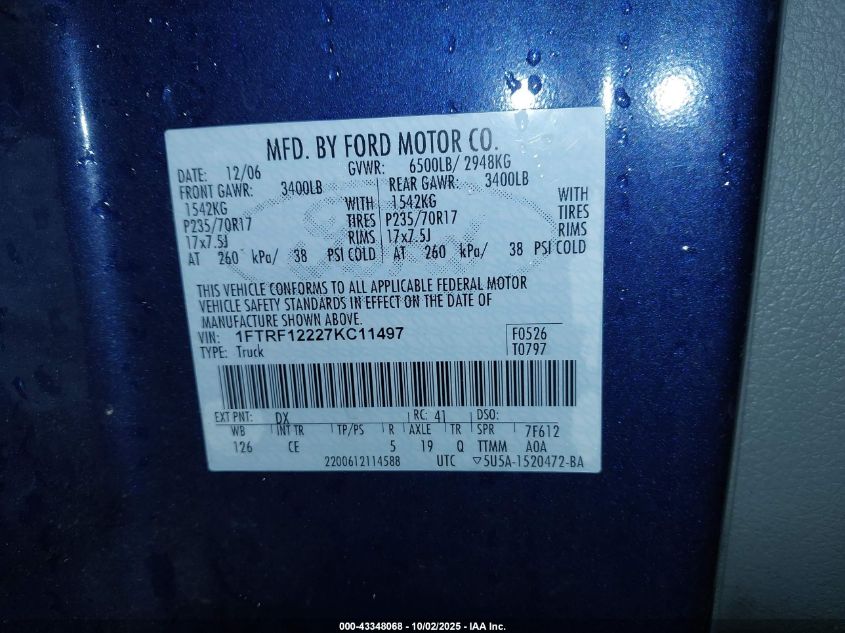 MFD. BY FORD MOTOR CO.
DATE: 12/06 GVWR: 6500LB/ 2948KG
FRONT GAWR: 3400LB REAR GAWR: 3400LB
1542KG WITH 1542KG WITH
P235/70R17 TIRES P235/70R17 TIRES
17x7.5J RIMS 17x7.5J RIMS
AT 260 kPa/ 38 PSI COLD AT 260 kPa/ 38 PSI COLD
THIS VEHICLE CONFORMS TO ALL APPLICABLE FEDERAL MOTOR
VEHICLE SAFETY STANDARDS IN EFFECT ON THE DATE OF
MANUFACTURE SHOWN ABOVE.
VIN: 1FTRF12227KC11497 F0526
TYPE: Truck T0797
EXT PNT: DX RC: 41 DSO:
WB INT TR TP/PS R AXLE TR SPR 7F612
126 CE 5 19 Q TTMM AOA
2200612114588 UTC ▽5U5A-1520472-BA
000-43348068 - 10/02/2025 - IAA Inc.